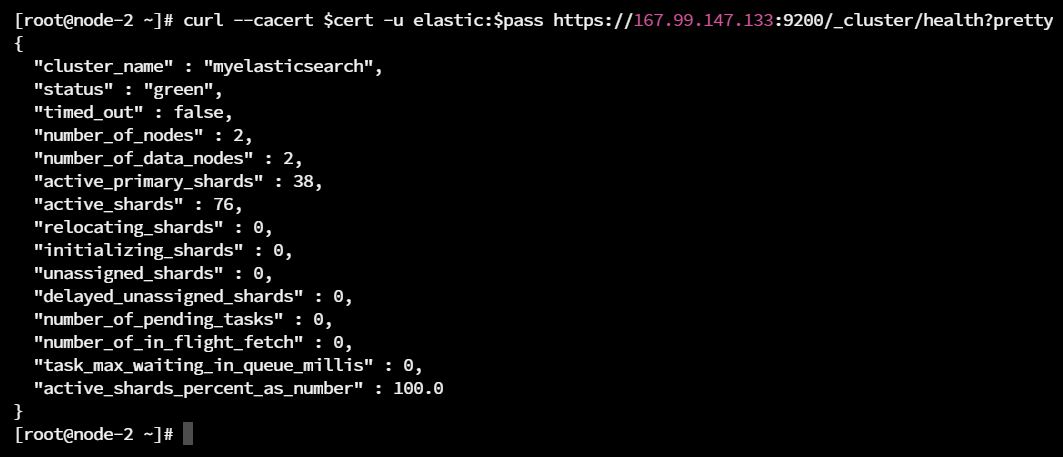 [root@node-2 ~]# curl --cacert $cert -u elastic:$pass https://167.99.147.133:9200/_cluster/health?pretty
{
  "cluster_name" : "myelasticsearch",
  "status" : "green",
  "timed_out" : false,
  "number_of_nodes" : 2,
  "number_of_data_nodes" : 2,
  "active_primary_shards" : 38,
  "active_shards" : 76,
  "relocating_shards" : 0,
  "initializing_shards" : 0,
  "unassigned_shards" : 0,
  "delayed_unassigned_shards" : 0,
  "number_of_pending_tasks" : 0,
  "number_of_in_flight_fetch" : 0,
  "task_max_waiting_in_queue_millis" : 0,
  "active_shards_percent_as_number" : 100.0
}
[root@node-2 ~]#